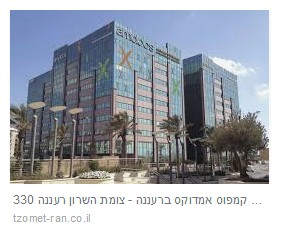 amdocs
קמפוס אמדוקס ברעננה - צומת השרון רעננה 330 ...
tzomet-ran.co.il